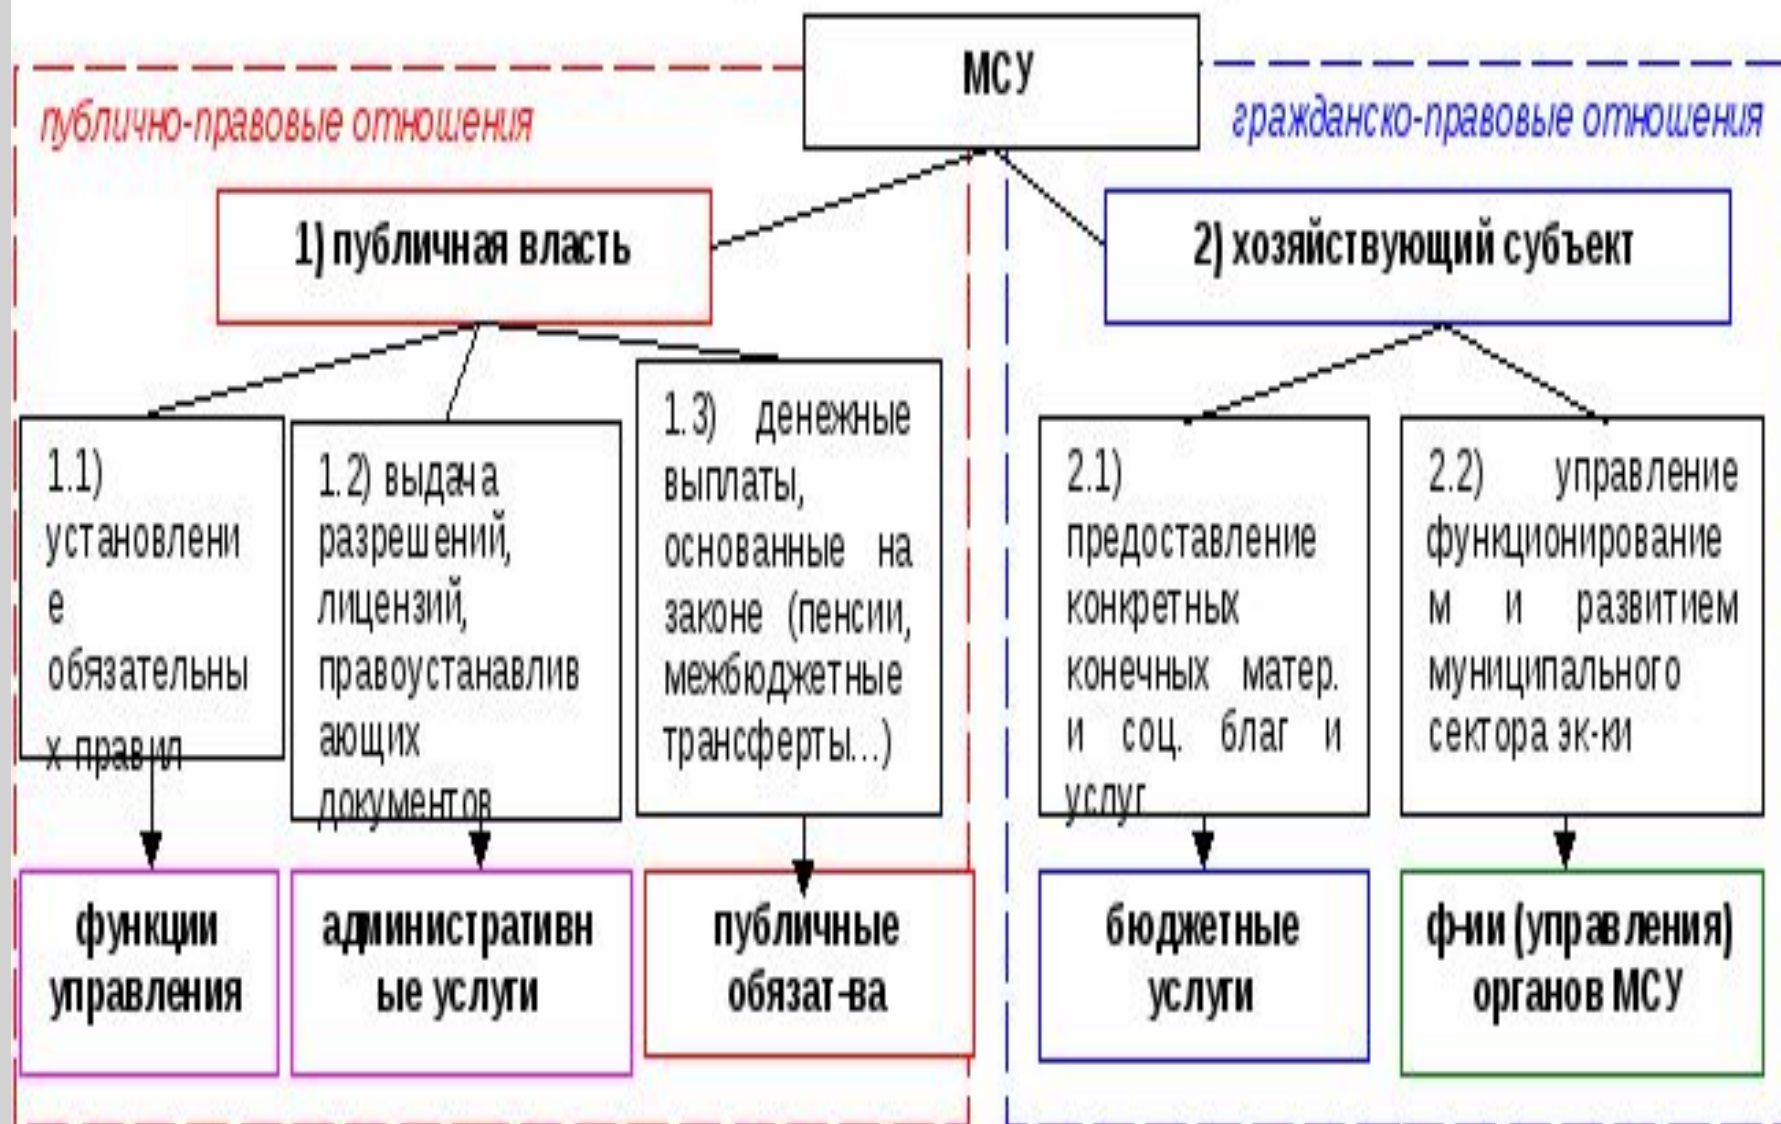 МСУ
публично-правовые отношения
гражданско-правовые отношения
1) публичная власть
2) хозяйствующий субъект
1.1)
установлени
е
обязательны
х правил
1.2) выдача
разрешений,
лицензий,
правоустанавлив
ающих
документов
1.3) денежные
выплаты,
основанные на
законе (пенсии,
межбюджетные
трансферты…)
2.1)
предоставление
конкретных
конечных матер.
и соц. благ и
услуг
2.2) управление
функционирование
м и развитием
муниципального
сектора эк-ки
функции
управления
административн
ые услуги
публичные
обязат-ва
бюджетные
услуги
ф-ии (управления)
органов МСУ